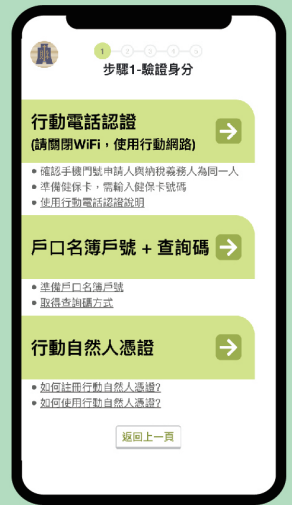 1 2 3 4 5
步驟1-驗證身分
行動電話認證
(請關閉WiFi，使用行動網路)
• 確認手機門號申請人與納稅義務人為同一人
• 準備健保卡，需輸入健保卡號碼
• 使用行動電話認證說明
戶口名簿戶號 + 查詢碼
• 準備戶口名簿戶號
• 取得查詢碼方式
行動自然人憑證
• 如何註冊行動自然人憑證?
• 如何使用行動自然人憑證?
返回上一頁